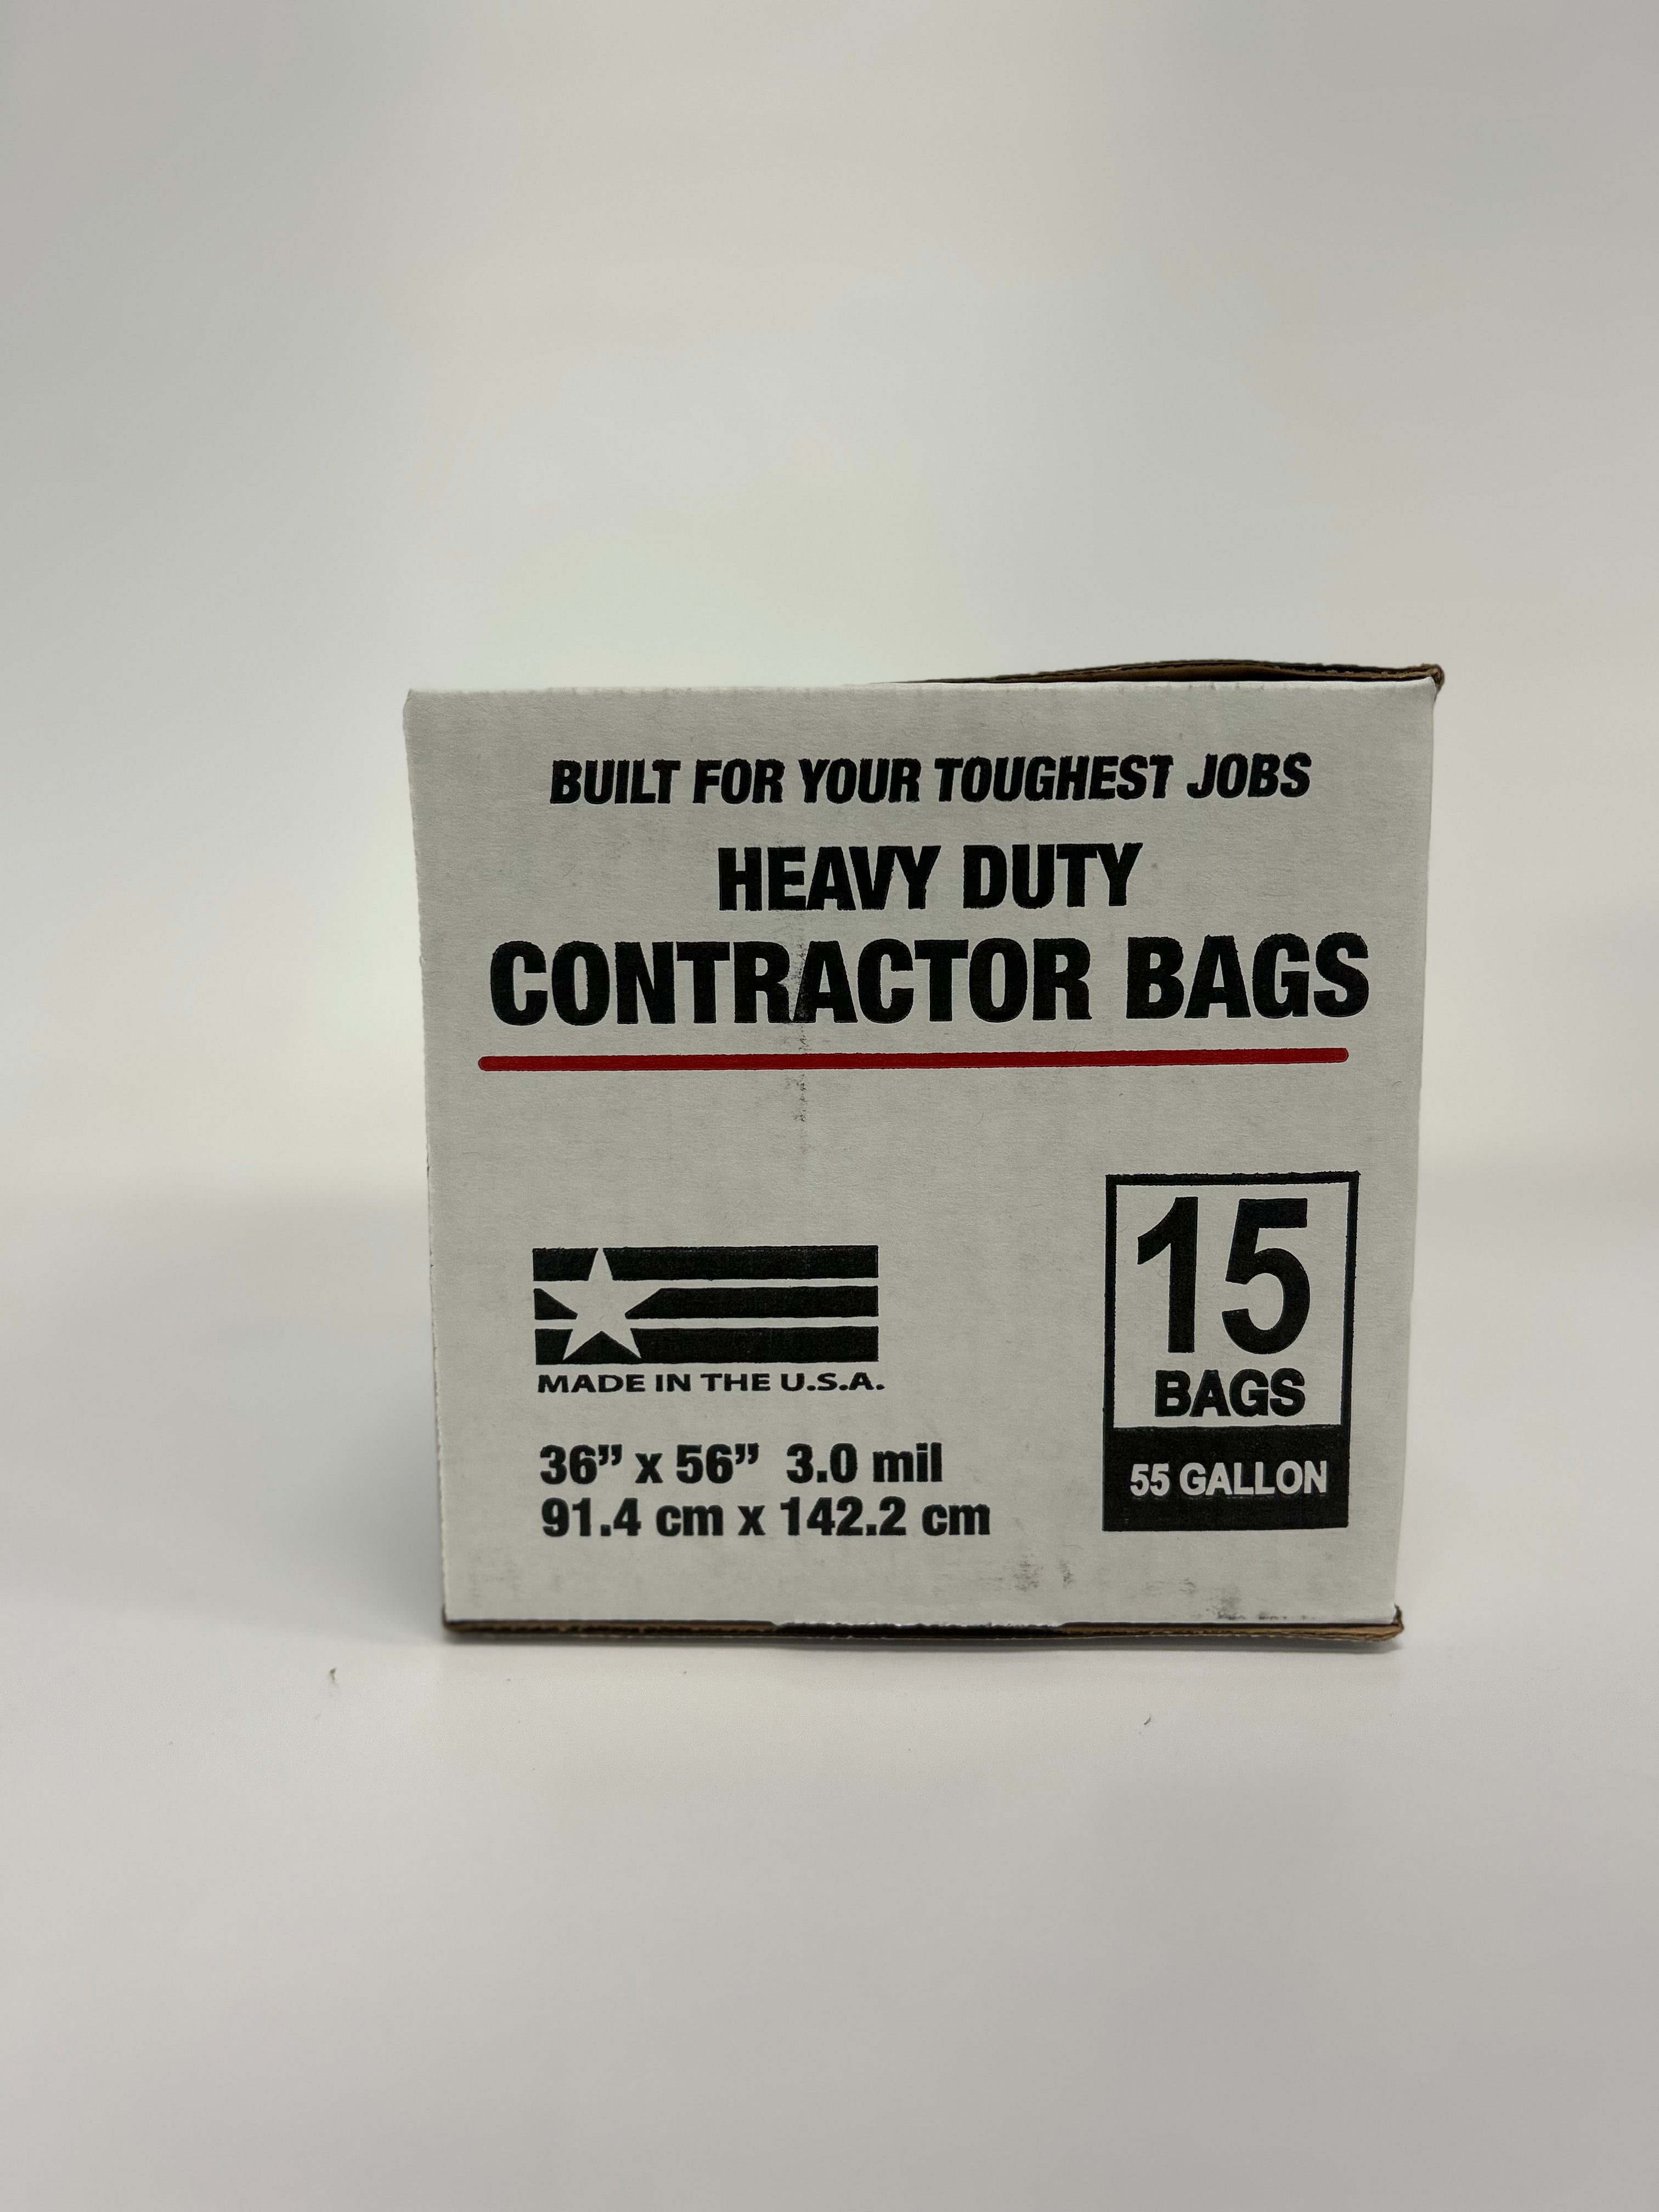 BUILT FOR YOUR TOUGHEST JOBS
HEAVY DUTY
CONTRACTOR BAGS
15
BAGS
55 GALLON
MADE IN THE U.S.A.
36” x 56” 3.0 mil
91.4 cm x 142.2 cm